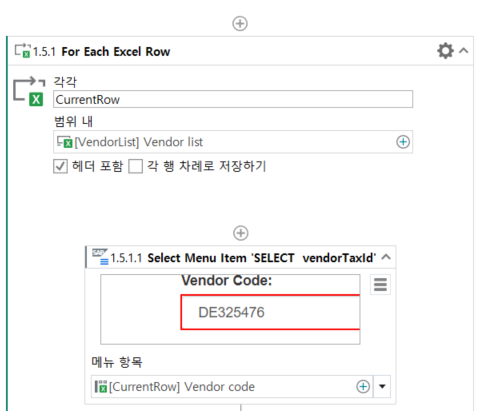 1.5.1 For Each Excel Row
각각
CurrentRow
범위 내
[VendorList] Vendor list
헤더 포함 각 행 차례로 저장하기
1.5.1.1 Select Menu Item 'SELECT vendorTaxId'
Vendor Code:
DE325476
메뉴 항목
[CurrentRow] Vendor code